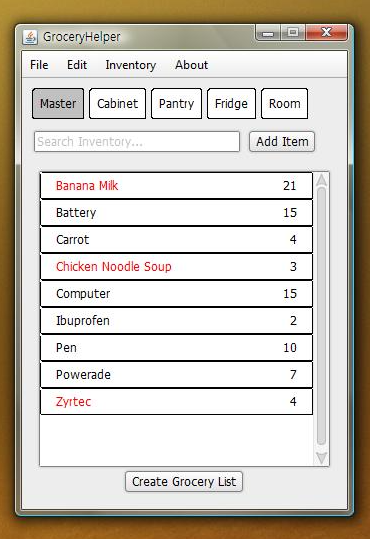 GroceryHelper
File Edit Inventory About
Master Cabinet Pantry Fridge Room
Search Inventory... Add Item
Banana Milk 21
Battery 15
Carrot 4
Chicken Noodle Soup 3
Computer 15
Ibuprofen 2
Pen 10
Powerade 7
Zyrtec 4
Create Grocery List